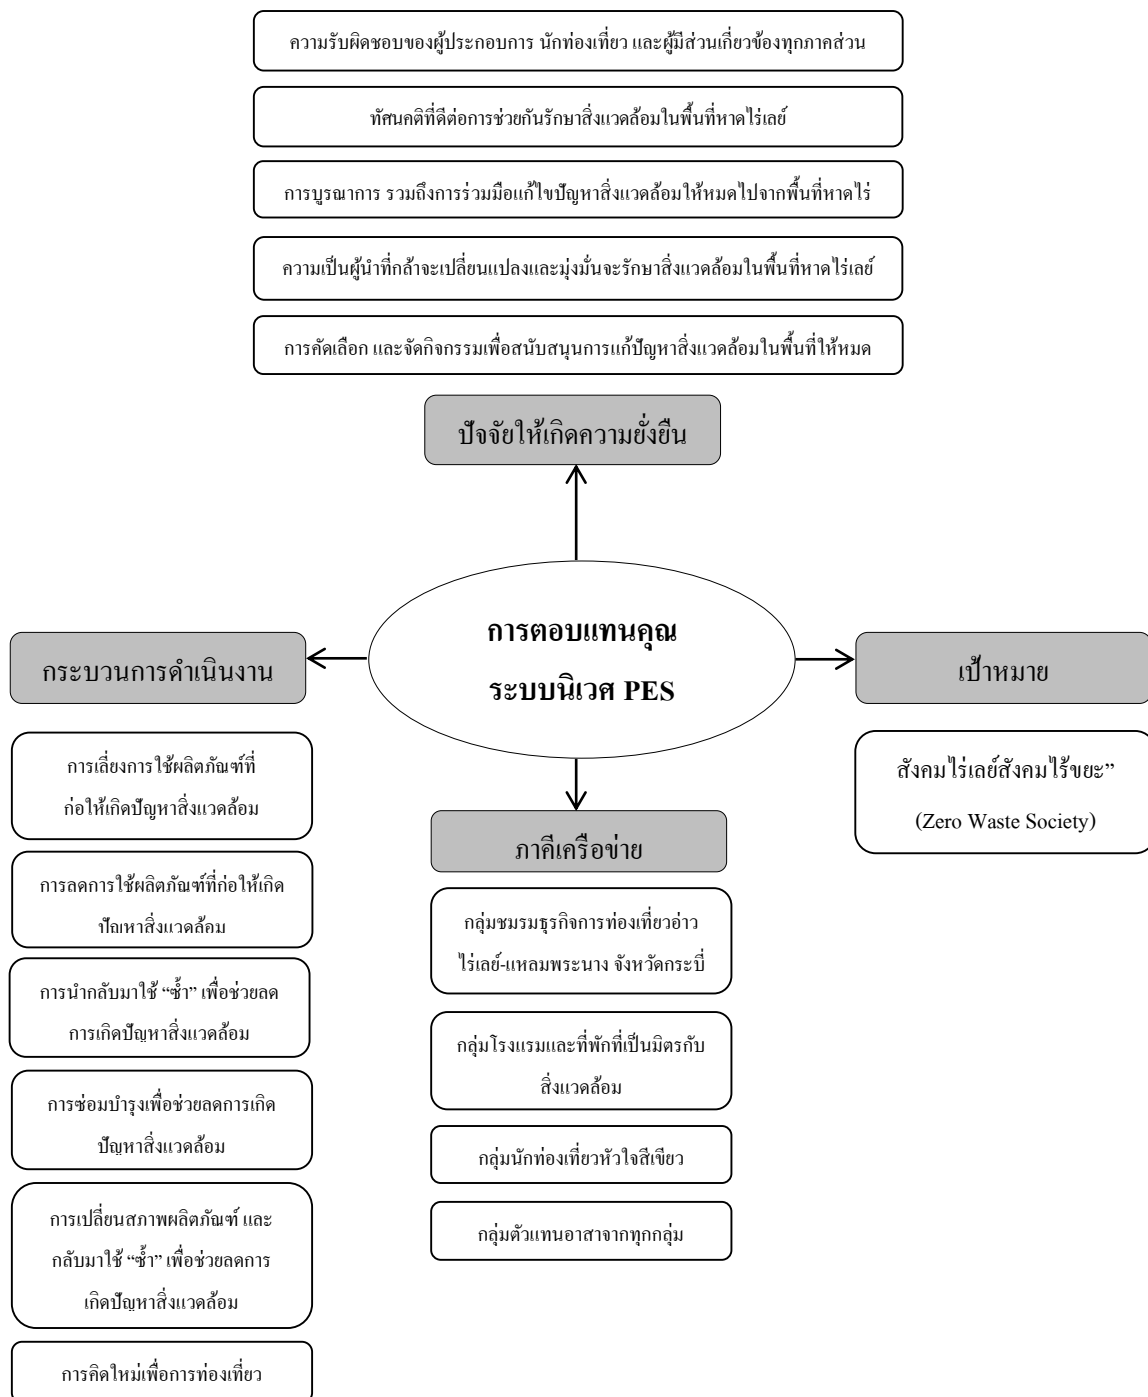 ความรับผิดชอบของผู้ประกอบการ นักท่องเที่ยว และผู้มีส่วนเกี่ยวข้องทุกภาคส่วน
ทัศนคติที่ดีต่อการช่วยกันรักษาสิ่งแวดล้อมในพื้นที่หาดไร่เลย์
การบูรณาการ รวมถึงการร่วมมือแก้ไขปัญหาสิ่งแวดล้อมให้หมดไปจากพื้นที่หาดไร่
ความเป็นผู้นำที่กล้าจะเปลี่ยนแปลงและมุ่งมั่นจะรักษาสิ่งแวดล้อมในพื้นที่หาดไร่เลย์
การคัดเลือก และจัดกิจกรรมเพื่อสนับสนุนการแก้ปัญหาสิ่งแวดล้อมในพื้นที่ให้หมด
ปัจจัยให้เกิดความยั่งยืน
การตอบแทนคุณ
ระบบนิเวศ PES
กระบวนการดำเนินงาน
การเลี่ยงการใช้ผลิตภัณฑ์ที่
ก่อให้เกิดปัญหาสิ่งแวดล้อม
การลดการใช้ผลิตภัณฑ์ที่ก่อให้เกิด
ปัญหาสิ่งแวดล้อม
การนำกลับมาใช้ “ซ้ำ” เพื่อช่วยลด
การเกิดปัญหาสิ่งแวดล้อม
การซ่อมบำรุงเพื่อช่วยลดการเกิด
ปัญหาสิ่งแวดล้อม
การเปลี่ยนสภาพผลิตภัณฑ์ และ
กลับมาใช้ “ซ้ำ” เพื่อช่วยลดการ
เกิดปัญหาสิ่งแวดล้อม
การคิดใหม่เพื่อการท่องเที่ยว
ภาคีเครือข่าย
กลุ่มชมรมธุรกิจการท่องเที่ยวอ่าว
ไร่เลย์-แหลมพระนาง จังหวัดกระบี่
กลุ่มโรงแรมและที่พักที่เป็นมิตรกับ
สิ่งแวดล้อม
กลุ่มนักท่องเที่ยวหัวใจสีเขียว
กลุ่มตัวแทนอาสาจากทุกกลุ่ม
เป้าหมาย
สังคมไร่เลย์สังคมไร้ขยะ”
(Zero Waste Society)